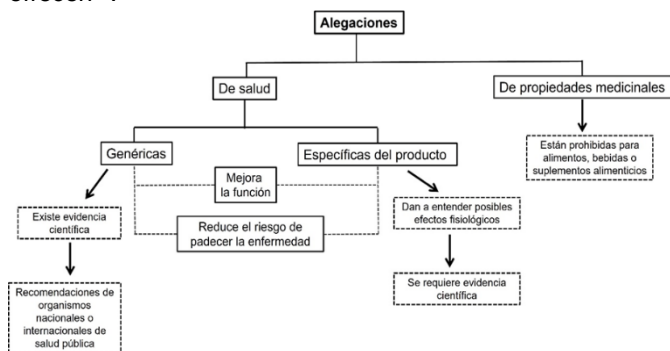 Alegaciones
De salud
De propiedades medicinales
Genéricas
Específicas del producto
Están prohibidas para
alimentos, bebidas o
suplementos alimenticios
Mejora
la función
Existe evidencia
científica
Reduce el riesgo de
padecer la enfermedad
Dan a entender posibles
efectos fisiológicos
Recomendaciones de
organismos
nacionales o
internacionales de
salud pública
Se requiere evidencia
científica